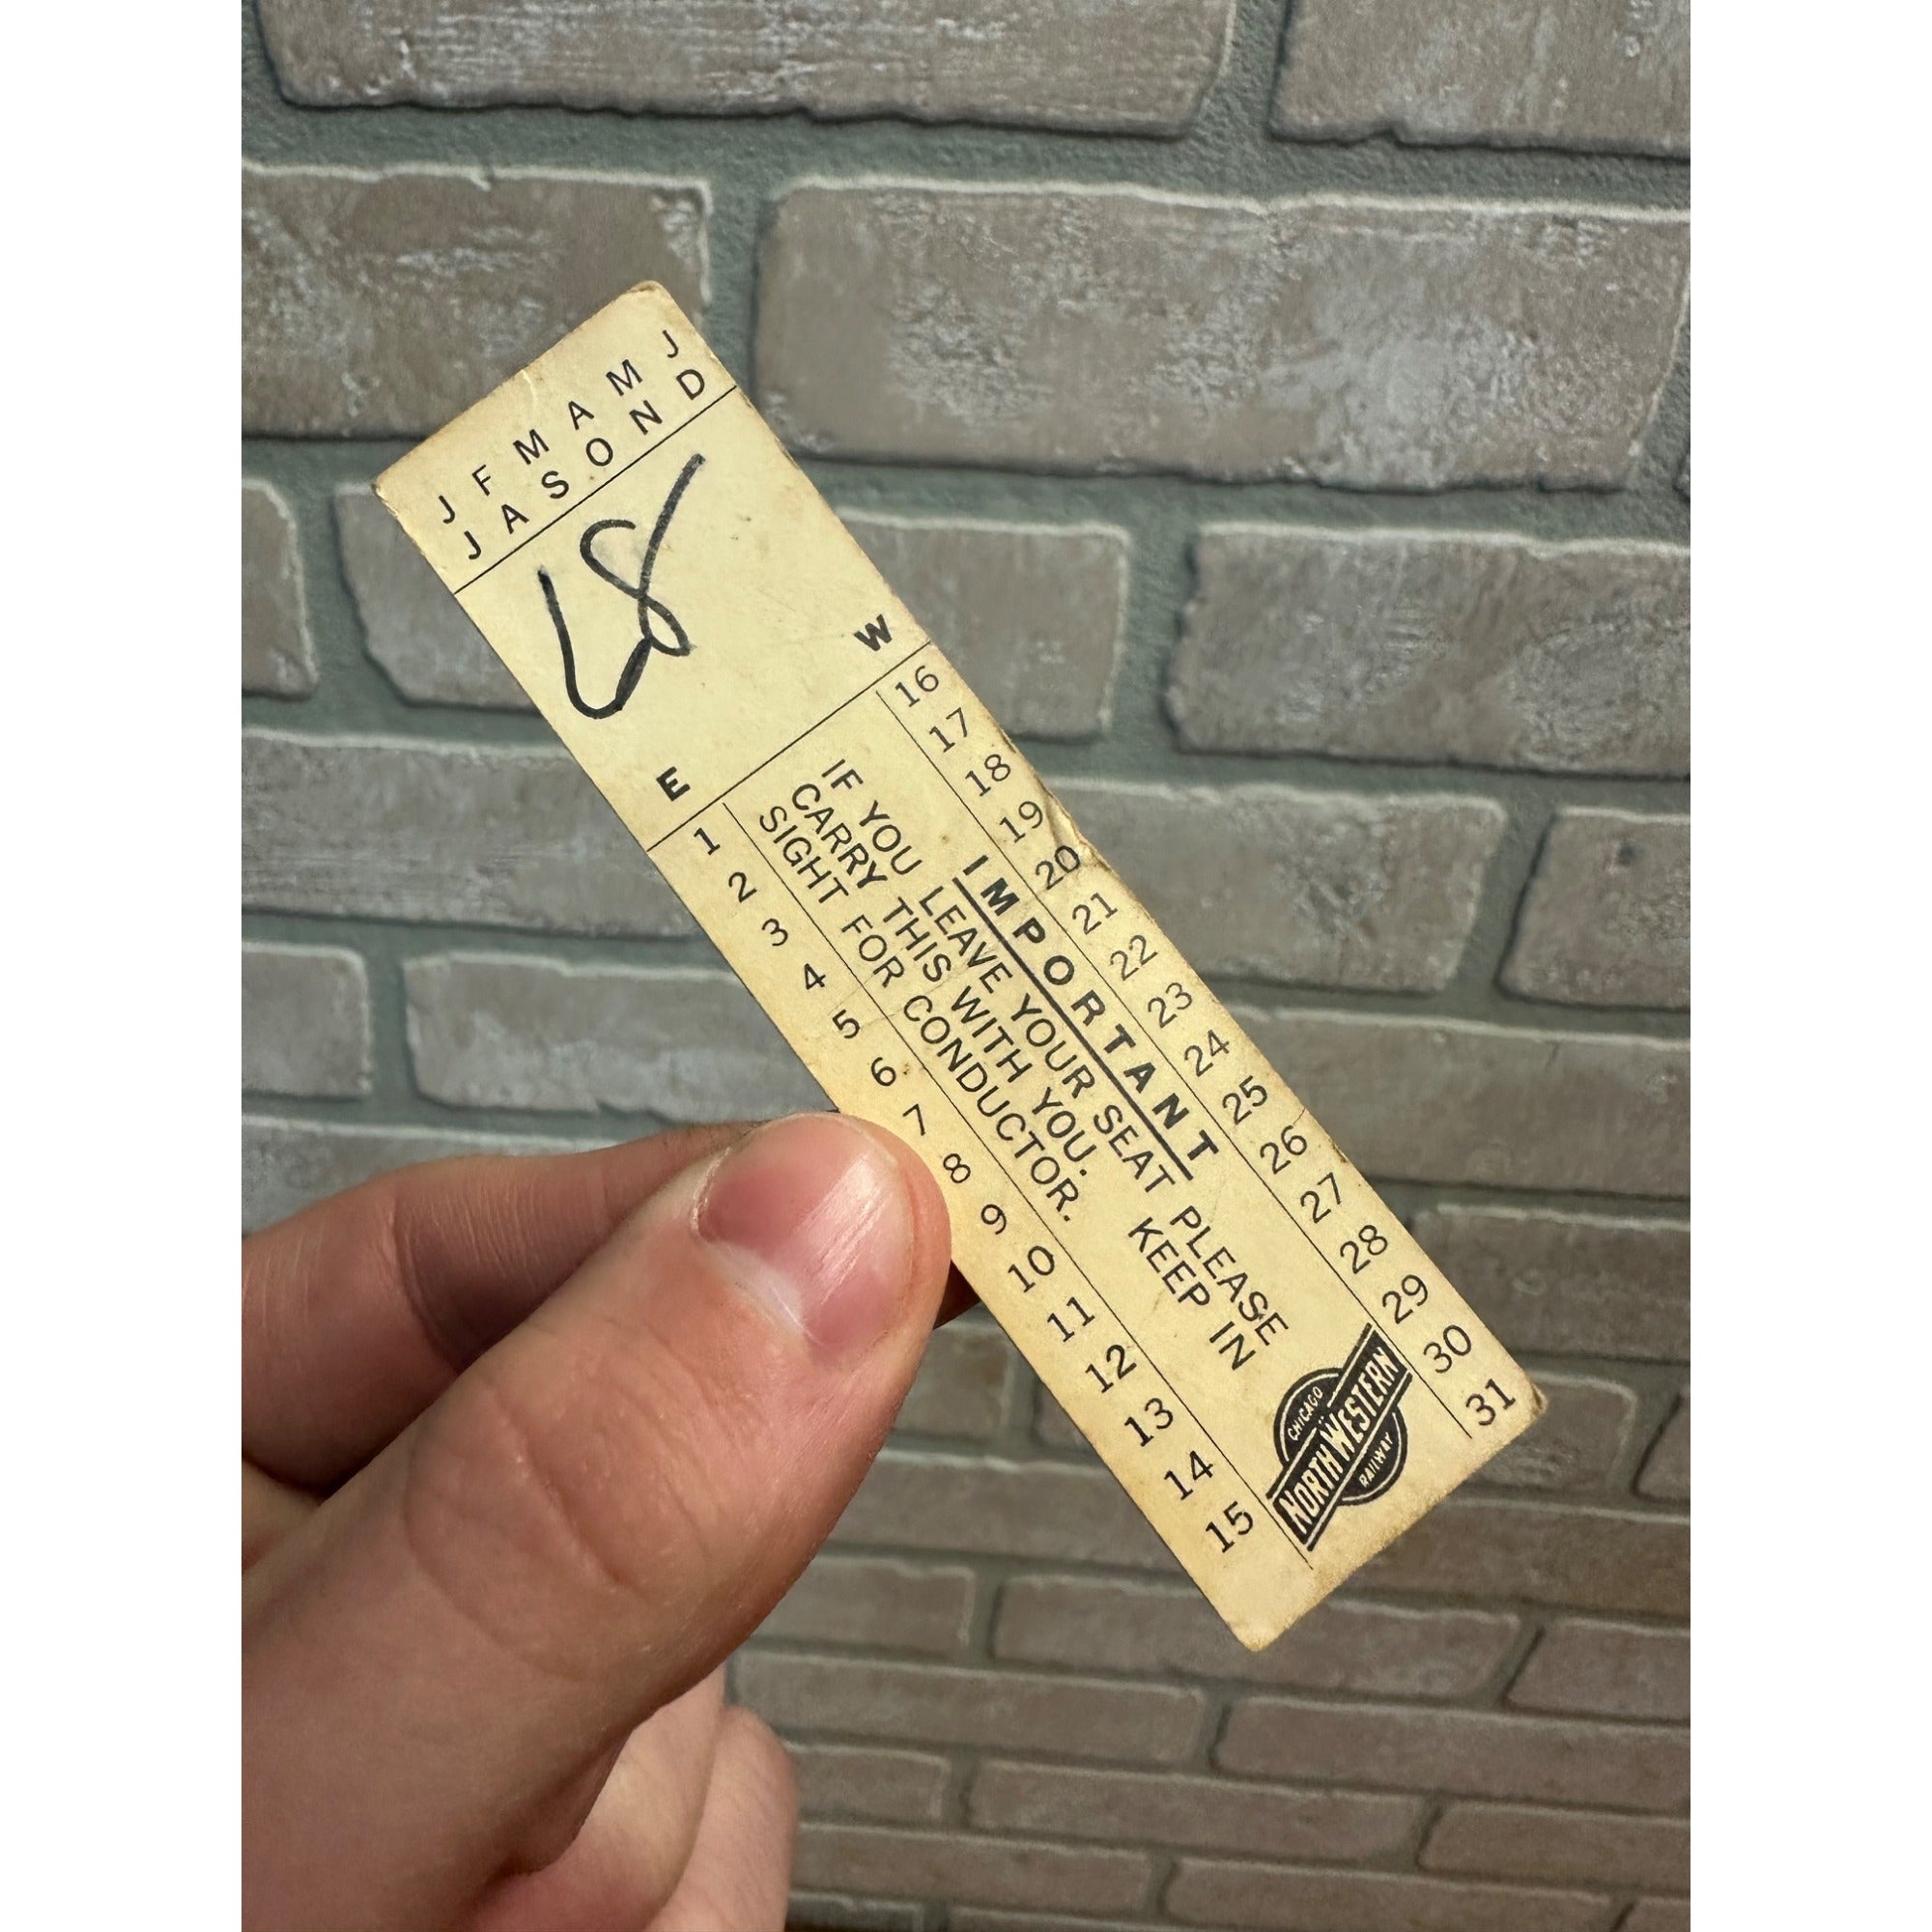 J F M A M J
J A S O N D
E W
1 16
2 17
3 18
4 19
5 20
6 21
7 22
8 23
9 24
10 25
11 26
12 27
13 28
14 29
15 30
31
IMPORTANT
IF YOU LEAVE YOUR SEAT PLEASE
CARRY THIS WITH YOU. KEEP IN
SIGHT FOR CONDUCTOR.
CHICAGO
NORTH WESTERN
RAILWAY